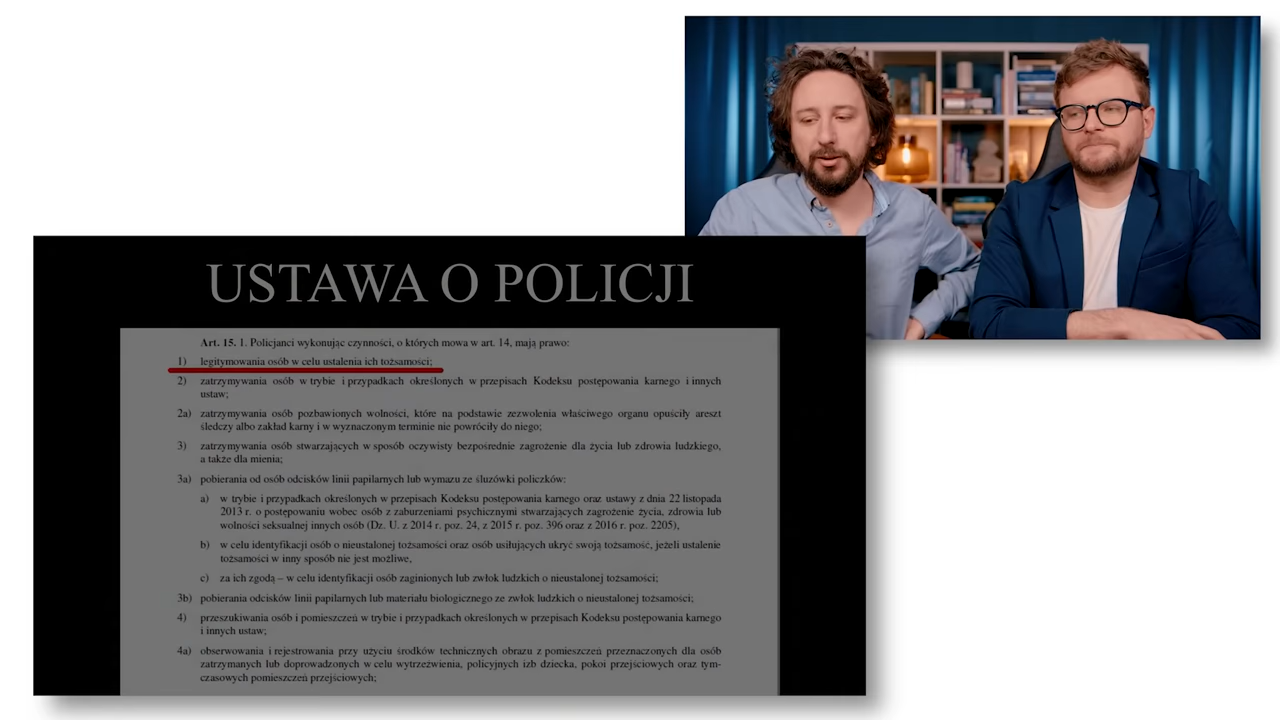 USTAWA O POLICJI
Art. 15. 1. Policjanci wykonując czynności, o których mowa w art. 14, mają prawo:
1) legitymowania osób w celu ustalenia ich tożsamości;
2) zatrzymywania osób w trybie i przypadkach określonych w przepisach Kodeksu postępowania karnego i innych
ustaw;
2a) zatrzymywania osób pozbawionych wolności, które na podstawie zezwolenia właściwego organu opuściły areszt
śledczy albo zakład karny i w wyznaczonym terminie nie powróciły do niego;
3) zatrzymywania osób stwarzających w sposób oczywisty bezpośrednie zagrożenie dla życia lub zdrowia ludzkiego,
a także dla mienia;
3a) pobierania od osób odcisków linii papilarnych lub wymazu ze śluzówki policzków:
a) w trybie i przypadkach określonych w przepisach Kodeksu postępowania karnego oraz ustawy z dnia 22 listopada
2013 r. o postępowaniu wobec osób z zaburzeniami psychicznymi stwarzających zagrożenie życia, zdrowia lub
wolności seksualnej innych osób (Dz. U. z 2014 r. poz. 24, z 2015 r. poz. 396 oraz z 2016 r. poz. 2205),
b) w celu identyfikacji osób o nieustalonej tożsamości oraz osób usiłujących ukryć swoją tożsamość, jeżeli ustalenie
tożsamości w inny sposób nie jest możliwe,
c) za ich zgodą – w celu identyfikacji osób zaginionych lub zwłok ludzkich o nieustalonej tożsamości;
3b) pobierania odcisków linii papilarnych lub materiału biologicznego ze zwłok ludzkich o nieustalonej tożsamości;
4) przeszukiwania osób i pomieszczeń w trybie i przypadkach określonych w przepisach Kodeksu postępowania karnego
i innych ustaw;
4a) obserwowania i rejestrowania przy użyciu środków technicznych obrazu z pomieszczeń przeznaczonych dla osób
zatrzymanych lub doprowadzonych w celu wytrzeźwienia, policyjnych izb dziecka, pokoi przejściowych oraz tym-
czasowych pomieszczeń przejściowych;